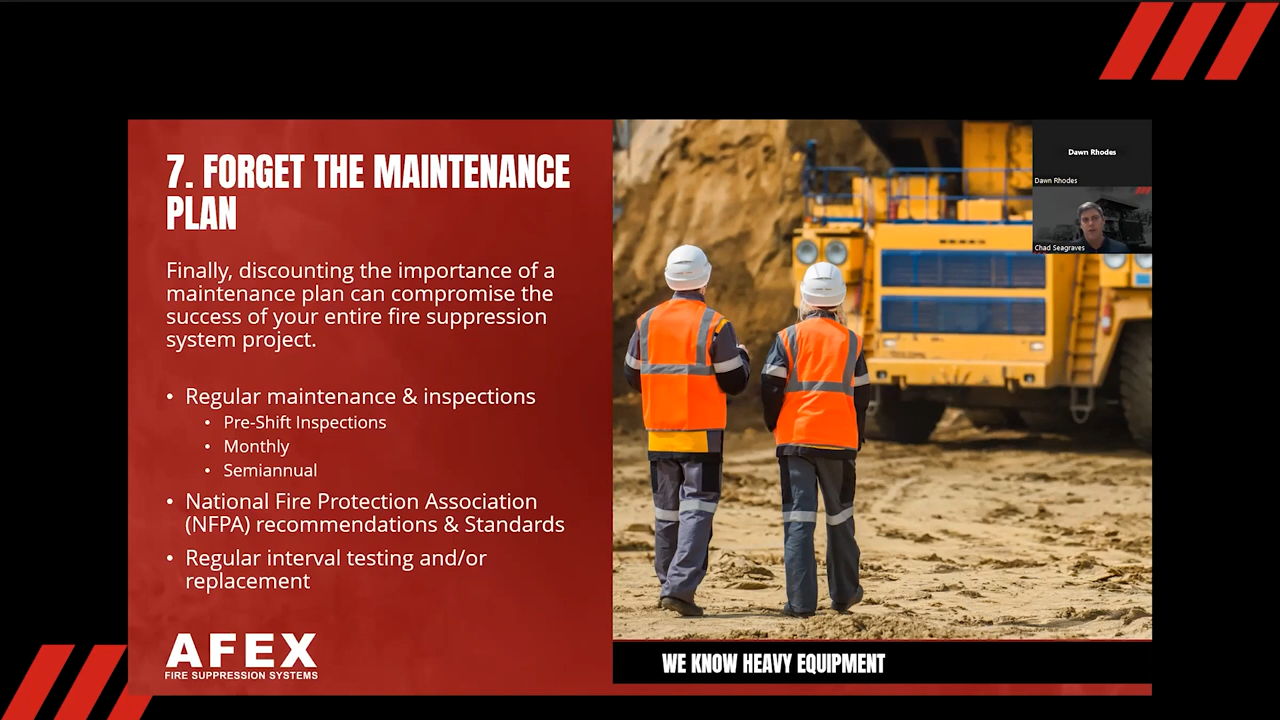 7. FORGET THE MAINTENANCE
PLAN
Finally, discounting the importance of a
maintenance plan can compromise the
success of your entire fire suppression
system project.
• Regular maintenance & inspections
• Pre-Shift Inspections
• Monthly
• Semiannual
• National Fire Protection Association
(NFPA) recommendations & Standards
• Regular interval testing and/or
replacement
AFEX
FIRE SUPPRESSION SYSTEMS
Dawn Rhodes
Dawn Rhodes
Chad Seagraves
WE KNOW HEAVY EQUIPMENT